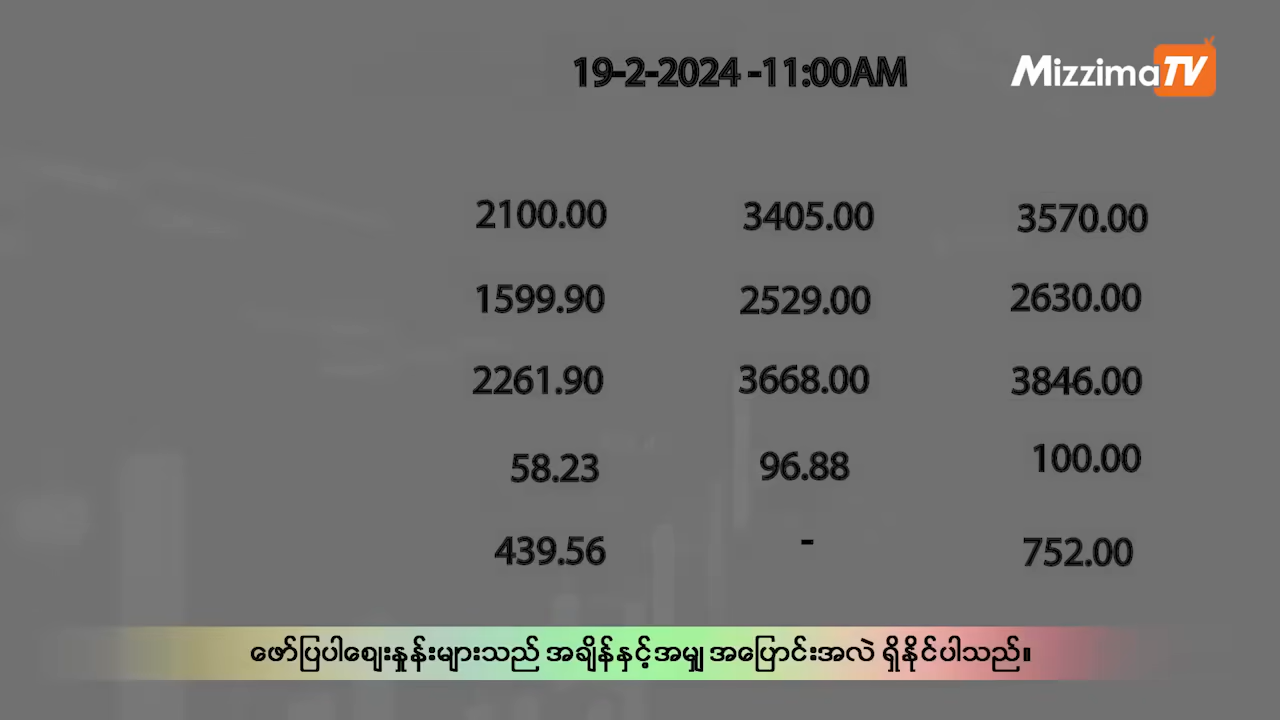 19-2-2024 -11:00AM
MizzimaTV
2100.00 3405.00 3570.00
1599.90 2529.00 2630.00
2261.90 3668.00 3846.00
58.23 96.88 100.00
439.56 - 752.00
ဖော်ပြပါဈေးနှုန်းများသည် အချိန်နှင့်အမျှ အပြောင်းအလဲ ရှိနိုင်ပါသည်။